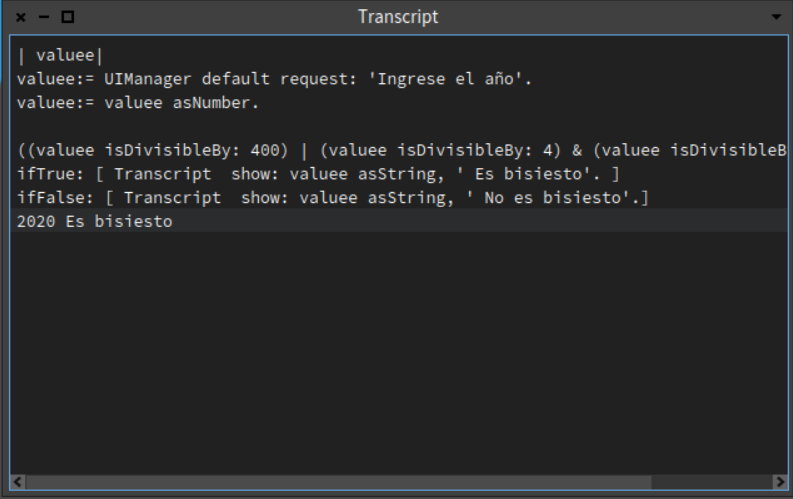 Transcript
| valuee|
valuee:= UIManager default request: 'Ingrese el año'.
valuee:= valuee asNumber.
((valuee isDivisibleBy: 400) | (valuee isDivisibleBy: 4) & (valuee isDivisibleB
ifTrue: [ Transcript  show: valuee asString, ' Es bisiesto'. ]
ifFalse: [ Transcript  show: valuee asString, ' No es bisiesto'.]
2020 Es bisiesto